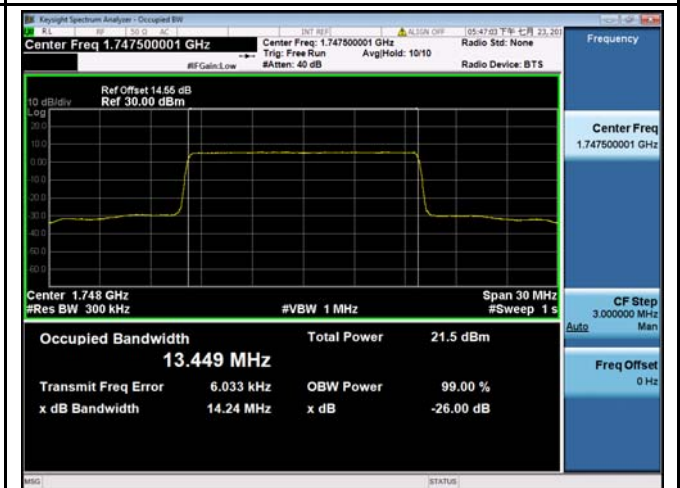 Keysight Spectrum Analyzer - Occupied BW
RL RF 50 Ω AC INT REF ALIGN OFF 05:47:03 下午 七月 23, 201
Center Freq 1.747500001 GHz
Center Freq: 1.747500001 GHz
Radio Std: None
Trig: Free Run Avg|Hold: 10/10
#IFGain:Low
#Atten: 40 dB
Radio Device: BTS
Frequency
Ref Offset 14.55 dB
10 dB/div Ref 30.00 dBm
Log
20.0
10.0
0.00
-10.0
-20.0
-30.0
-40.0
-50.0
-60.0
Center Freq
1.747500001 GHz
Center 1.748 GHz
Span 30 MHz
#Res BW 300 kHz
#VBW 1 MHz
#Sweep 1 s
CF Step
3.000000 MHz
Auto Man
Occupied Bandwidth
13.449 MHz
Total Power 21.5 dBm
Transmit Freq Error 6.033 kHz
OBW Power 99.00 %
x dB Bandwidth 14.24 MHz
x dB -26.00 dB
Freq Offset
0 Hz
MSG
STATUS